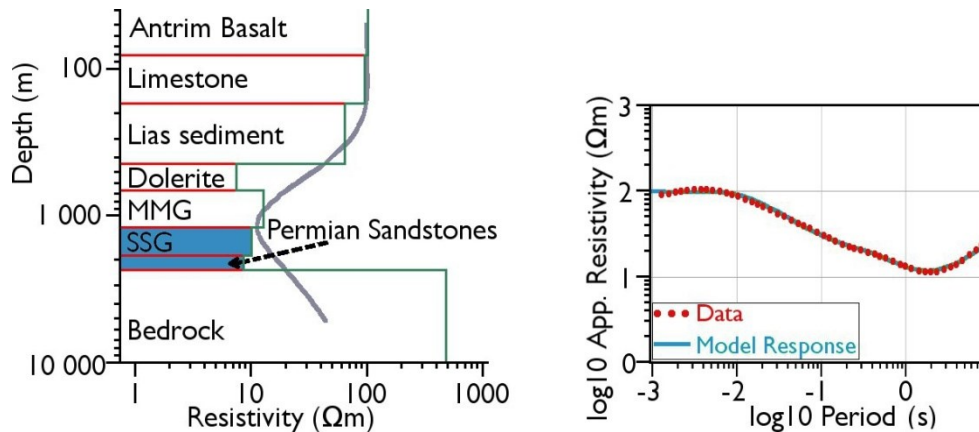 Antrim Basalt
100
Limestone
Lias sediment
Dolerite
1 000
MMG
SSG
Permian Sandstones
Bedrock
10 000
Depth (m)
1 10 100 1000
Resistivity (Ωm)
3
2
1
0
log10 App. Resistivity (Ωm)
Data
Model Response
-3 -2 -1 0
log10 Period (s)